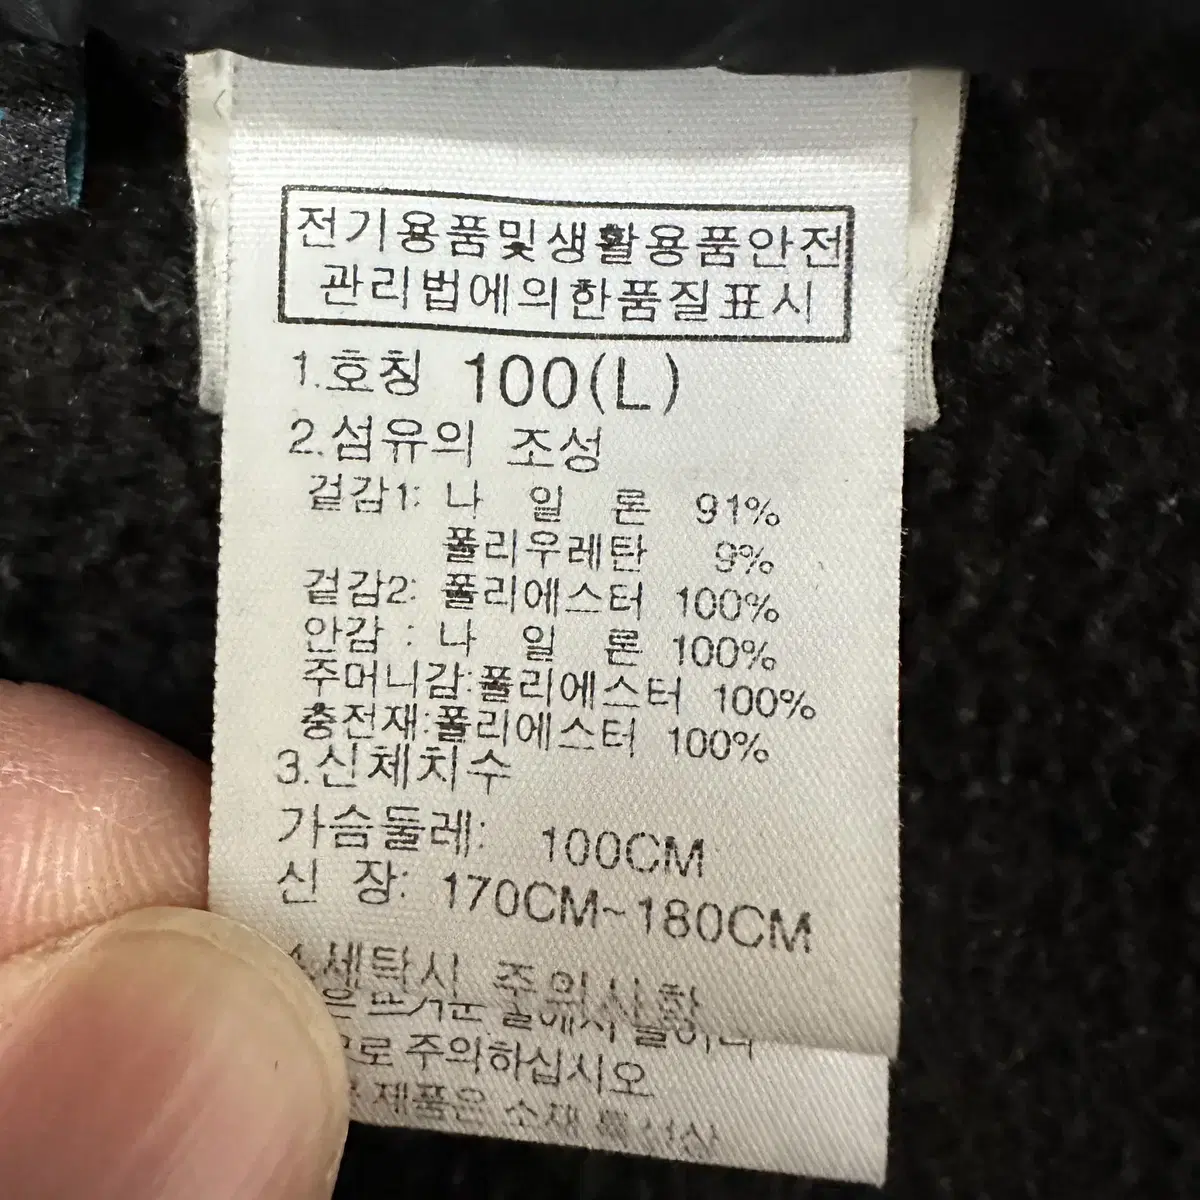 전기용품및생활용품안전
관리법에의한품질표시
1.호칭 100(L)
2.섬유의 조성
겉감1: 나 일 론 91%
폴리우레탄 9%
겉감2: 폴리에스터 100%
안감 : 나 일 론 100%
주머니감:폴리에스터 100%
충전재:폴리에스터 100%
3.신체치수
가슴둘레: 100CM
신 장: 170CM~180CM
4.세탁시 주의사항
주의하십시오
제품은 소재